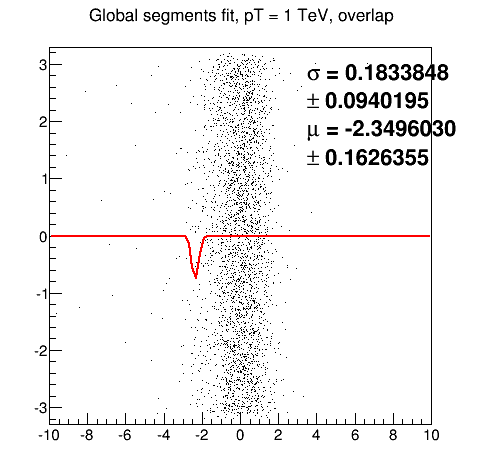 Global segments fit, pT = 1 TeV, overlap
σ = 0.1833848
± 0.0940195
μ = -2.3496030
± 0.1626355
3
2
1
0
-1
-2
-3
-10 -8 -6 -4 -2 0 2 4 6 8 10